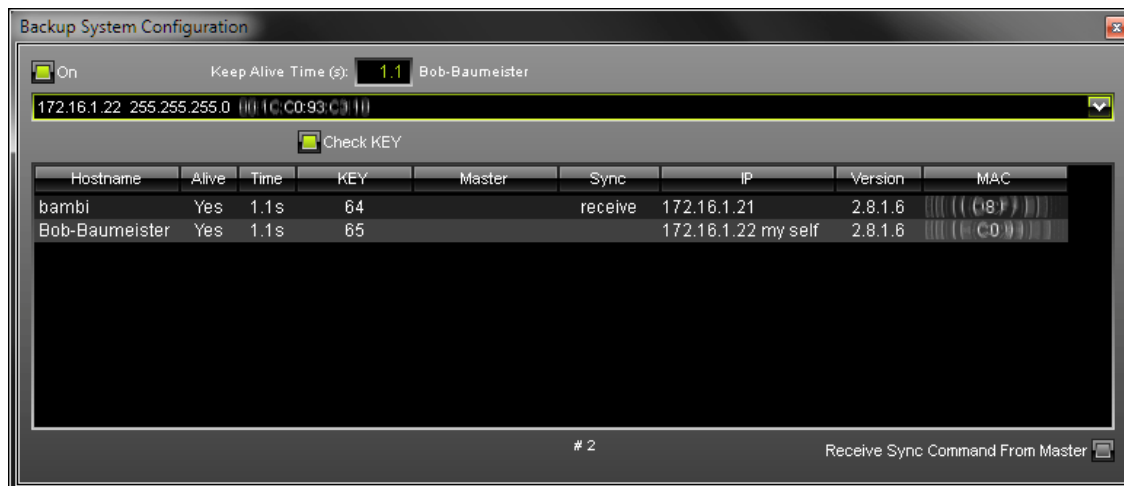 Backup System Configuration
On Keep Alive Time (s): 1.1 Bob-Baumeister
172.16.1.22 255.255.255.0
Check KEY
Hostname Alive Time KEY Master Sync IP Version MAC
bambi Yes 1.1s 64 receive 172.16.1.21 2.8.1.6
Bob-Baumeister Yes 1.1s 65 172.16.1.22 my self 2.8.1.6
# 2
Receive Sync Command From Master